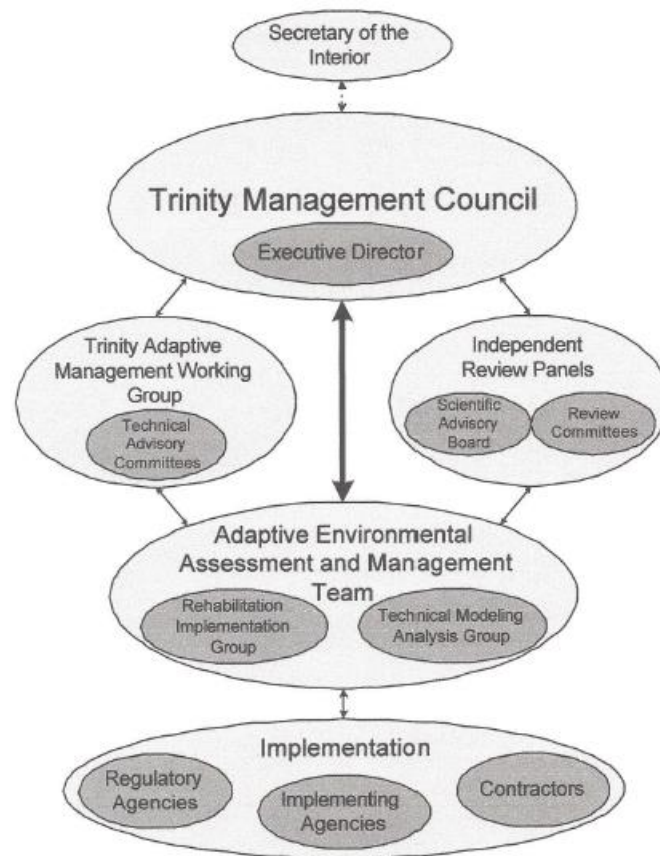 Secretary of the
Interior
Trinity Management Council
Executive Director
Trinity Adaptive
Management Working
Group
Technical
Advisory
Committees
Independent
Review Panels
Scientific
Advisory
Board
Review
Committees
Adaptive Environmental
Assessment and Management
Team
Rehabilitation
Implementation
Group
Technical Modeling
Analysis Group
Implementation
Regulatory
Agencies
Implementing
Agencies
Contractors